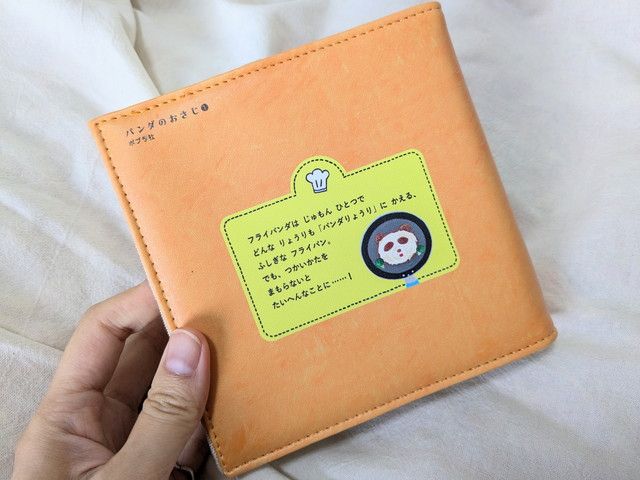 パンダのおさじ❶
ポプラ社
フライパンダは じゅもん ひとつで
どんな りょうりも「パンダりょうり」に かえる、
ふしぎな フライパン。
でも、つかいかたを
まもらないと
たいへんなことに……！